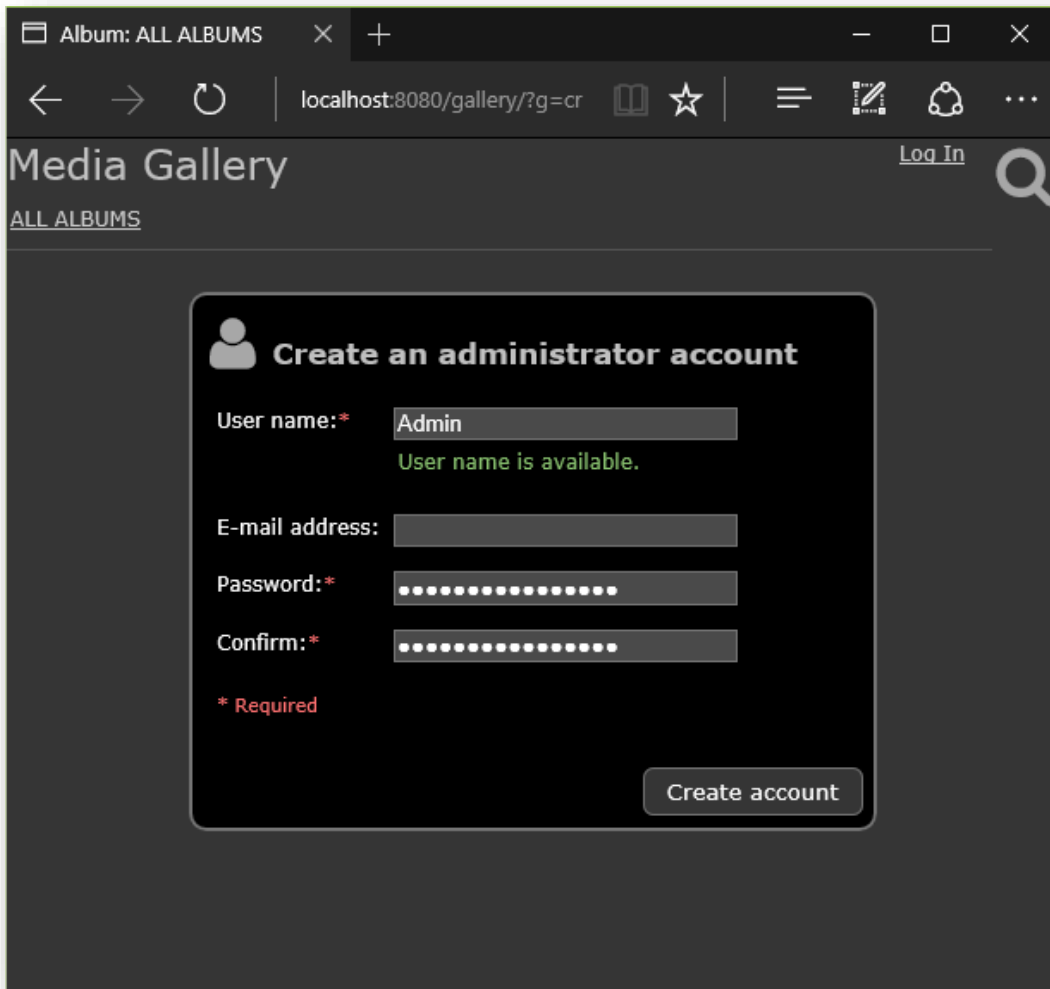 Album: ALL ALBUMS
localhost:8080/gallery/?g=cr
Media Gallery
Log In
ALL ALBUMS
Create an administrator account
User name:* Admin
User name is available.
E-mail address:
Password:* ••••••••••••••••
Confirm:* ••••••••••••••••
* Required
Create account